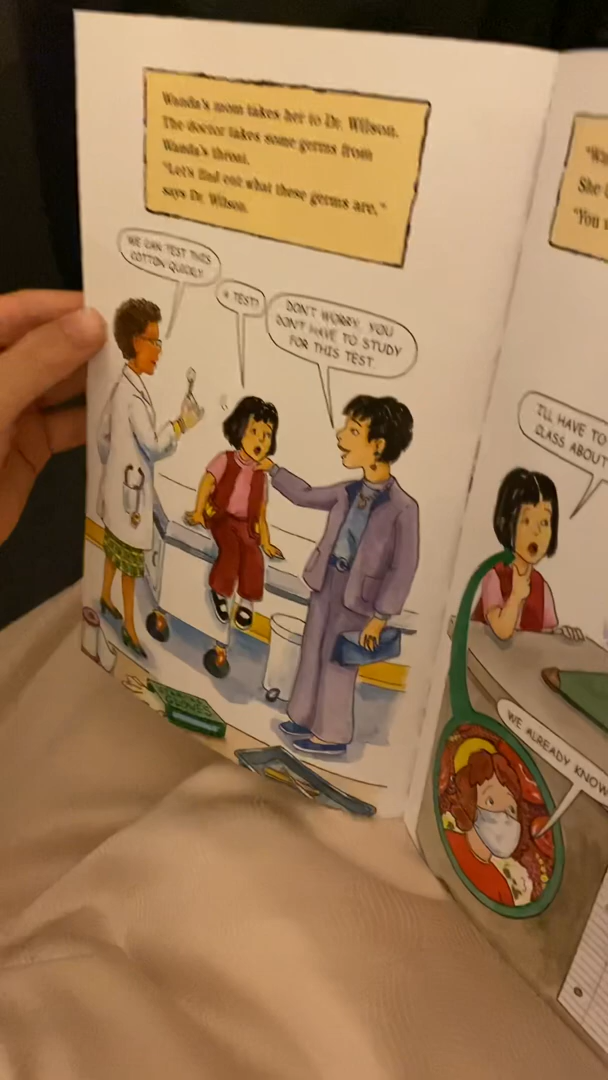 Wanda's mom takes her to Dr. Wilson.
The doctor takes some germs from
Wanda's throat.
"Let's find out what these germs are,"
says Dr. Wilson.
WE CAN TEST THIS
COTTON QUICKLY.
A TEST?
DON'T WORRY. YOU
DON'T HAVE TO STUDY
FOR THIS TEST.
GLOVES
She
"You
I'LL HAVE TO
CLASS ABOUT
WE ALREADY KNOW